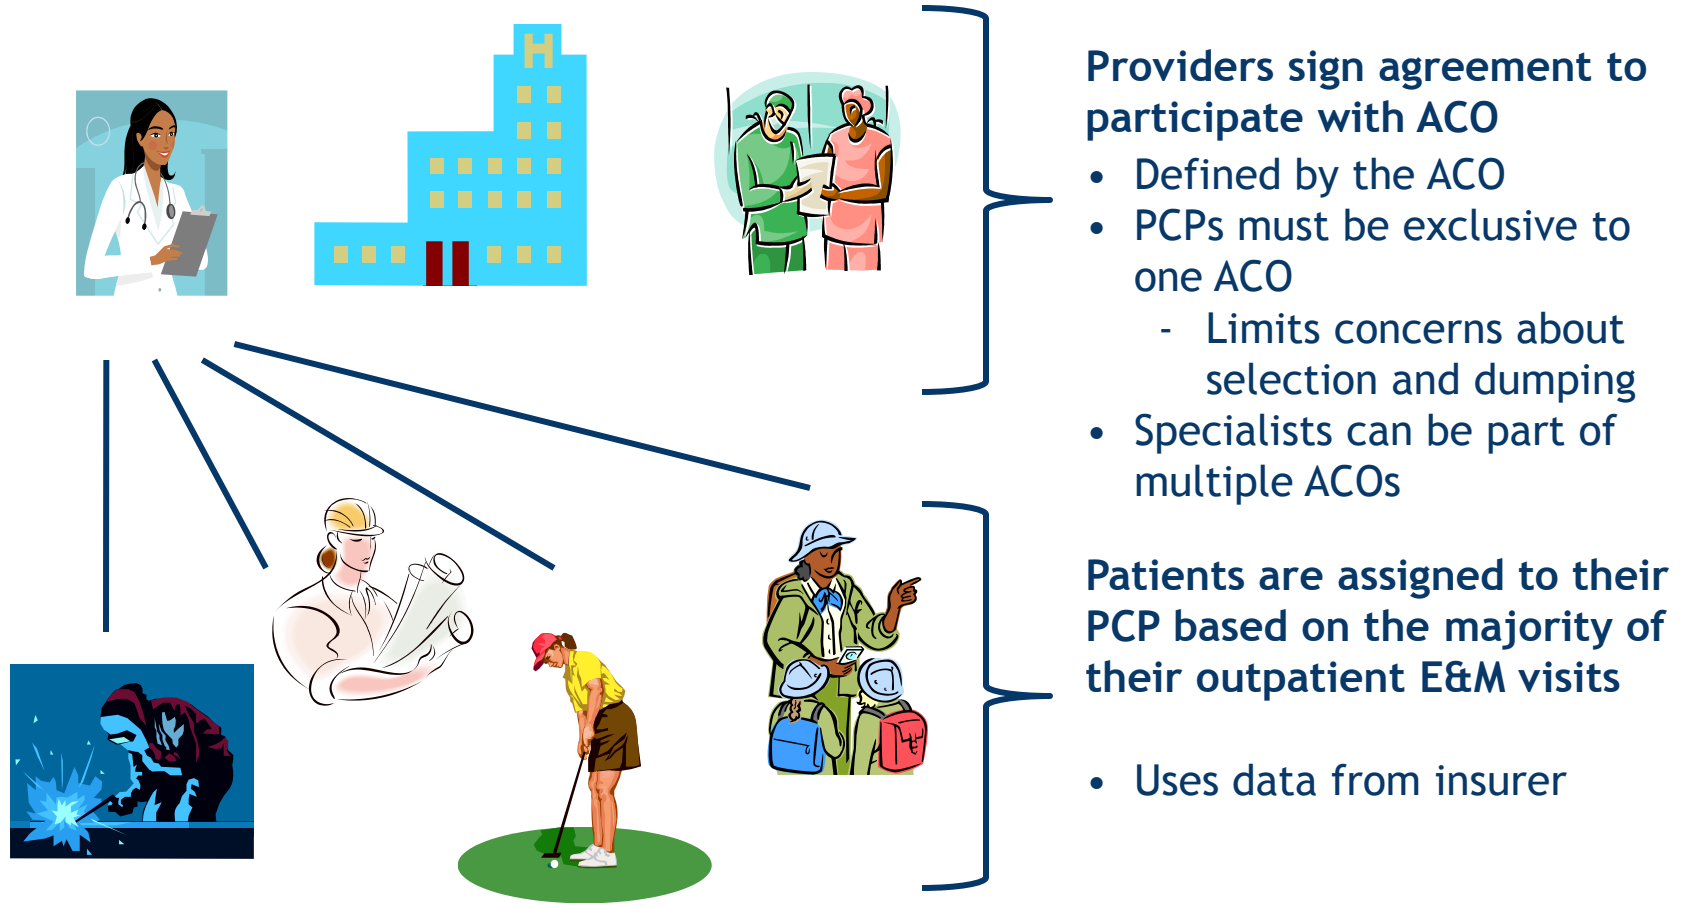 H
Providers sign agreement to
participate with ACO
• Defined by the ACO
• PCPs must be exclusive to
one ACO
- Limits concerns about
selection and dumping
• Specialists can be part of
multiple ACOs
Patients are assigned to their
PCP based on the majority of
their outpatient E&M visits
• Uses data from insurer